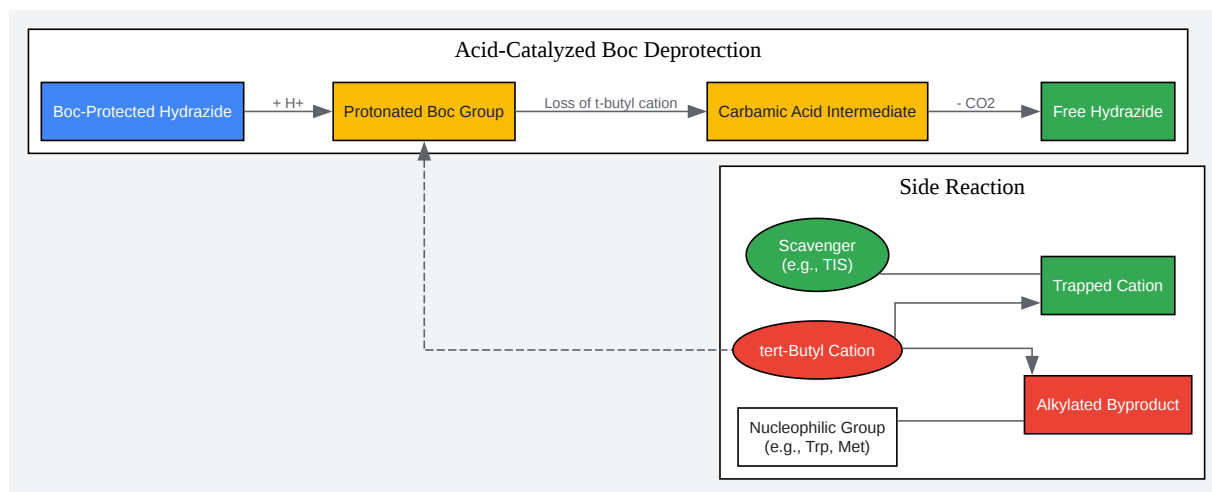 Acid-Catalyzed Boc Deprotection
Boc-Protected Hydrazide
+ H+
Protonated Boc Group
Loss of t-butyl cation
Carbamic Acid Intermediate
- CO2
Free Hydrazide
Side Reaction
Scavenger
(e.g., TIS)
Trapped Cation
tert-Butyl Cation
Alkylated Byproduct
Nucleophilic Group
(e.g., Trp, Met)